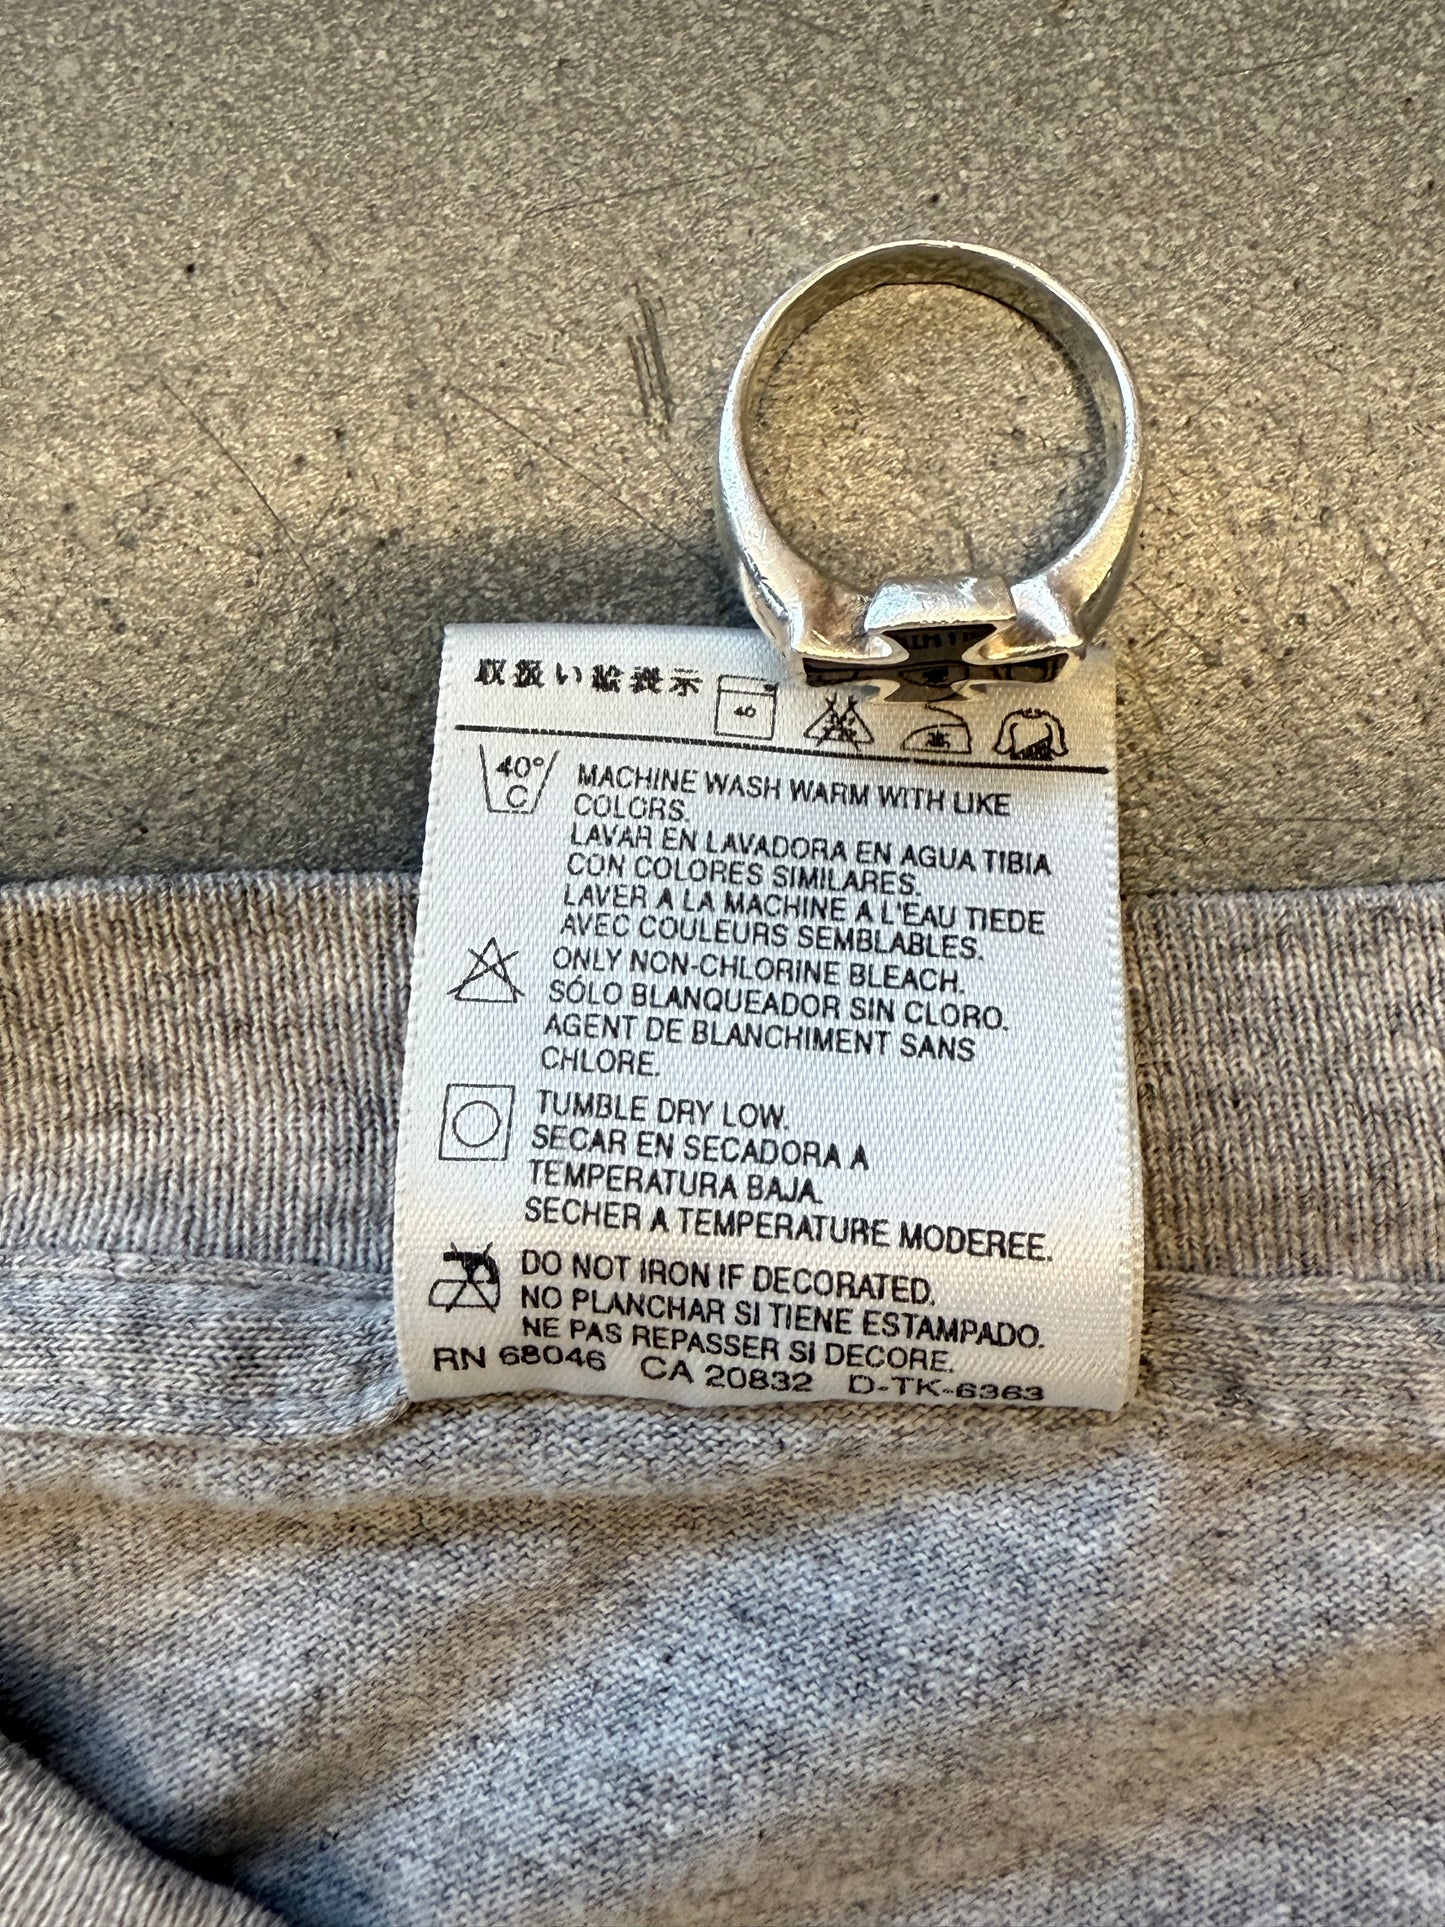 取扱い絵表示
40
40°
C
MACHINE WASH WARM WITH LIKE
COLORS.
LAVAR EN LAVADORA EN AGUA TIBIA
CON COLORES SIMILARES.
LAVER A LA MACHINE A L'EAU TIEDE
AVEC COULEURS SEMBLABLES.
ONLY NON-CHLORINE BLEACH.
SÓLO BLANQUEADOR SIN CLORO.
AGENT DE BLANCHIMENT SANS
CHLORE.
TUMBLE DRY LOW.
SECAR EN SECADORA A
TEMPERATURA BAJA.
SECHER A TEMPERATURE MODEREE.
DO NOT IRON IF DECORATED.
NO PLANCHAR SI TIENE ESTAMPADO.
NE PAS REPASSER SI DECORE.
RN 68046 CA 20832 D-TK-6363